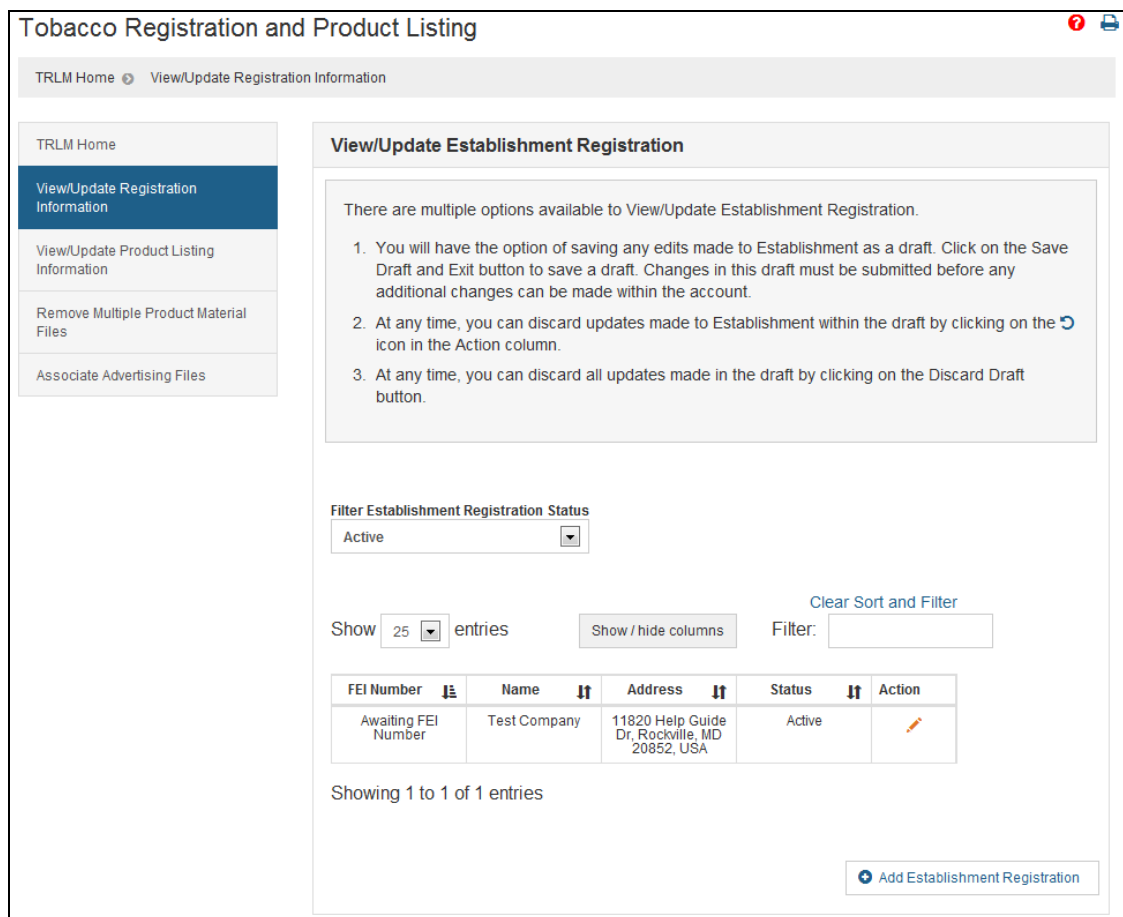 Tobacco Registration and Product Listing
TRLM Home View/Update Registration Information
TRLM Home
View/Update Registration
Information
View/Update Product Listing
Information
Remove Multiple Product Material
Files
Associate Advertising Files
View/Update Establishment Registration
There are multiple options available to View/Update Establishment Registration.
1. You will have the option of saving any edits made to Establishment as a draft. Click on the Save
Draft and Exit button to save a draft. Changes in this draft must be submitted before any
additional changes can be made within the account.
2. At any time, you can discard updates made to Establishment within the draft by clicking on the
icon in the Action column.
3. At any time, you can discard all updates made in the draft by clicking on the Discard Draft
button.
Filter Establishment Registration Status
Active
Clear Sort and Filter
Show 25 entries Show / hide columns Filter:
FEI Number Name Address Status Action
Awaiting FEI Test Company 11820 Help Guide Active
Number Dr, Rockville, MD
20852, USA
Showing 1 to 1 of 1 entries
Add Establishment Registration